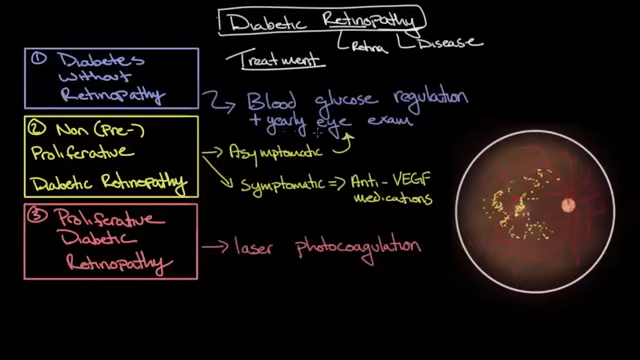 Diabetic Retinopathy
Retina
Disease
Treatment
① Diabetes
Without
Retinopathy
Blood glucose regulation
+ yearly eye exam
② Non (Pre-)
Proliferative
Diabetic Retinopathy
Asymptomatic
Symptomatic => Anti-VEGF
medications
③ Proliferative
Diabetic
Retinopathy
laser photocoagulation